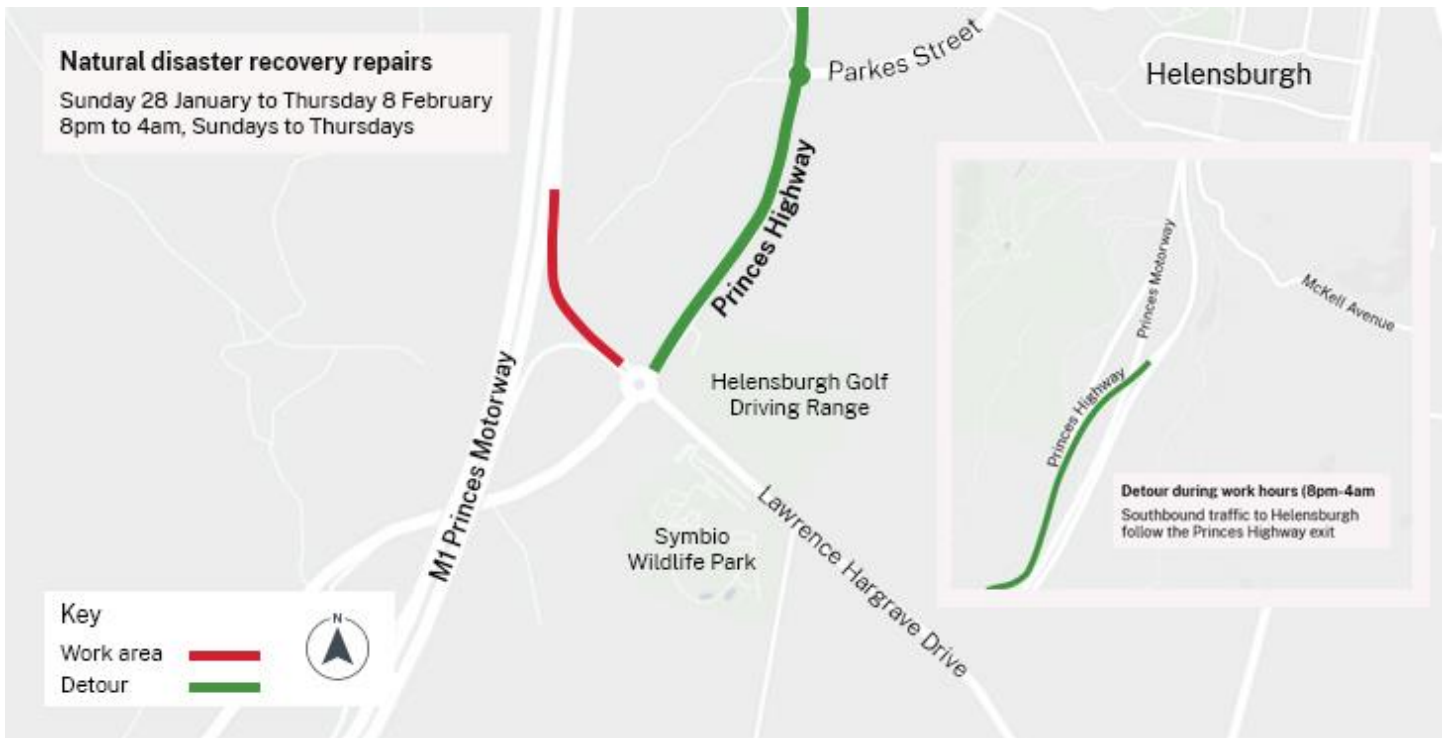 Natural disaster recovery repairs
Sunday 28 January to Thursday 8 February
8pm to 4am, Sundays to Thursdays
Parkes Street
Helensburgh
Princes Highway
M1 Princes Motorway
Helensburgh Golf
Driving Range
Symbio
Wildlife Park
Lawrence Hargrave Drive
Princes Motorway
McKell Avenue
Princes Highway
Detour during work hours (8pm-4am
Southbound traffic to Helensburgh
follow the Princes Highway exit
Key
Work area
Detour
N